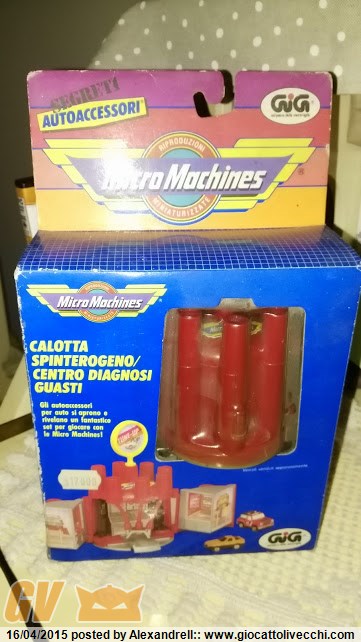 SEGRETI
AUTOACCESSORI
GiG
RIPRODUZIONI
Micro Machines
MINIATURIZZATE
Micro Machines
CALOTTA
SPINTEROGENO/
CENTRO DIAGNOSI
GUASTI
Gli autoaccessori
per auto si aprono e
rivelano un fantastico
set per giocare con
le Micro Machines!
GiG
GV
16/04/2015 posted by Alexandrell:: www.giocattolivecchi.com